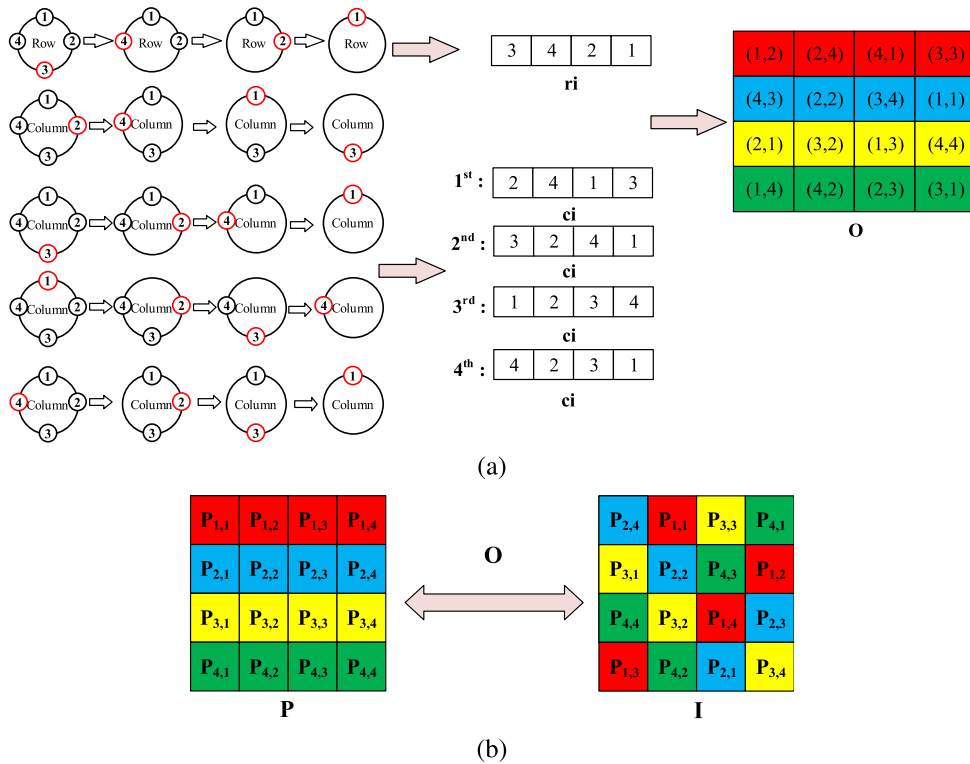 1 1 1 1
4 Row 2 4 Row 2 Row 2 Row
3
3 4 2 1
ri
1 1 1
4 Column 2 4 Column Column Column
3 3 3 3
1 1 1 1
4 Column 2 4 Column 2 4 Column Column
3
1st : 2 4 1 3
ci
2nd : 3 2 4 1
ci
1 1
4 Column 2 4 Column 2 4 Column 4 Column
3 3 3
3rd : 1 2 3 4
ci
1 1 1 1
4 Column 2 Column 2 Column Column
3 3 3
4th : 4 2 3 1
ci
(1,2) (2,4) (4,1) (3,3)
(4,3) (2,2) (3,4) (1,1)
(2,1) (3,2) (1,3) (4,4)
(1,4) (4,2) (2,3) (3,1)
O
(a)
P1,1 P1,2 P1,3 P1,4
P2,1 P2,2 P2,3 P2,4
P3,1 P3,2 P3,3 P3,4
P4,1 P4,2 P4,3 P4,4
P
O
P2,4 P1,1 P3,3 P4,1
P3,1 P2,2 P4,3 P1,2
P4,4 P3,2 P1,4 P2,3
P1,3 P4,2 P2,1 P3,4
I
(b)